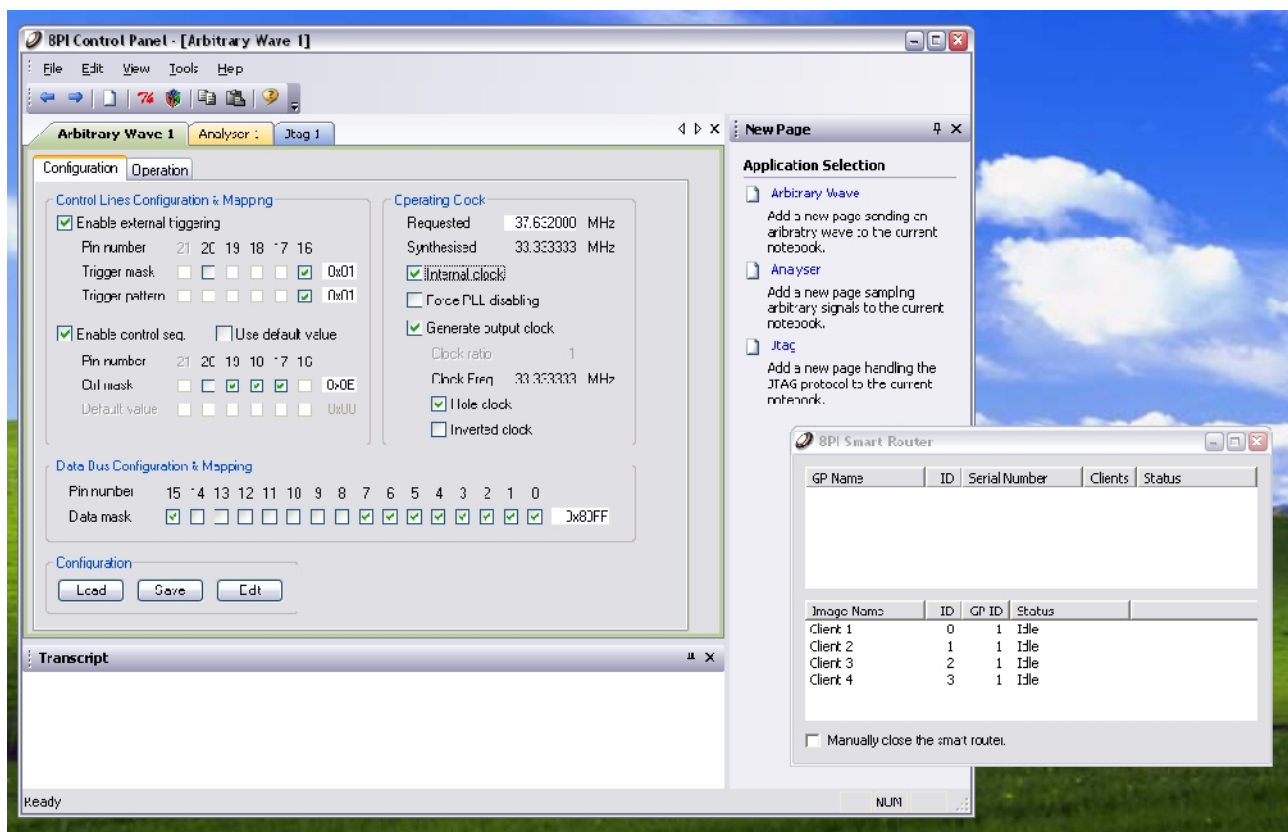 8PI Control Panel - [Arbitrary Wave 1]
File Edit View Tools Help
Arbitrary Wave 1 Analyser 1 Jtag 1
Configuration Operation
Control Lines Configuration & Mapping
Enable external triggering
Pin number 21 20 19 18 17 16
Trigger mask 0x01
Trigger pattern 0x01
Enable control seq. Use default value
Pin number 21 20 19 18 17 16
Ctrl mask 0x0E
Default value 0x00
Operating Clock
Requested 37.632000 MHz
Synthesised 33.333333 MHz
Internal clock
Force PLL disabling
Generate output clock
Clock ratio 1
Clock Freq 33.333333 MHz
Hole clock
Inverted clock
Data Bus Configuration & Mapping
Pin number 15 14 13 12 11 10 9 8 7 6 5 4 3 2 1 0
Data mask 0x80FF
Configuration
Load Save Edit
Transcript
Ready
NUM
New Page
Application Selection
Arbitrary Wave
Add a new page sending an
aribratry wave to the current
notebook.
Analyser
Add a new page sampling
arbitrary signals to the current
notebook.
Jtag
Add a new page handling the
JTAG protocol to the current
notebook.
8PI Smart Router
GP Name ID Serial Number Clients Status
Image Name ID GP ID Status
Client 1 0 1 Idle
Client 2 1 1 Idle
Client 3 2 1 Idle
Client 4 3 1 Idle
Manually close the smart router.